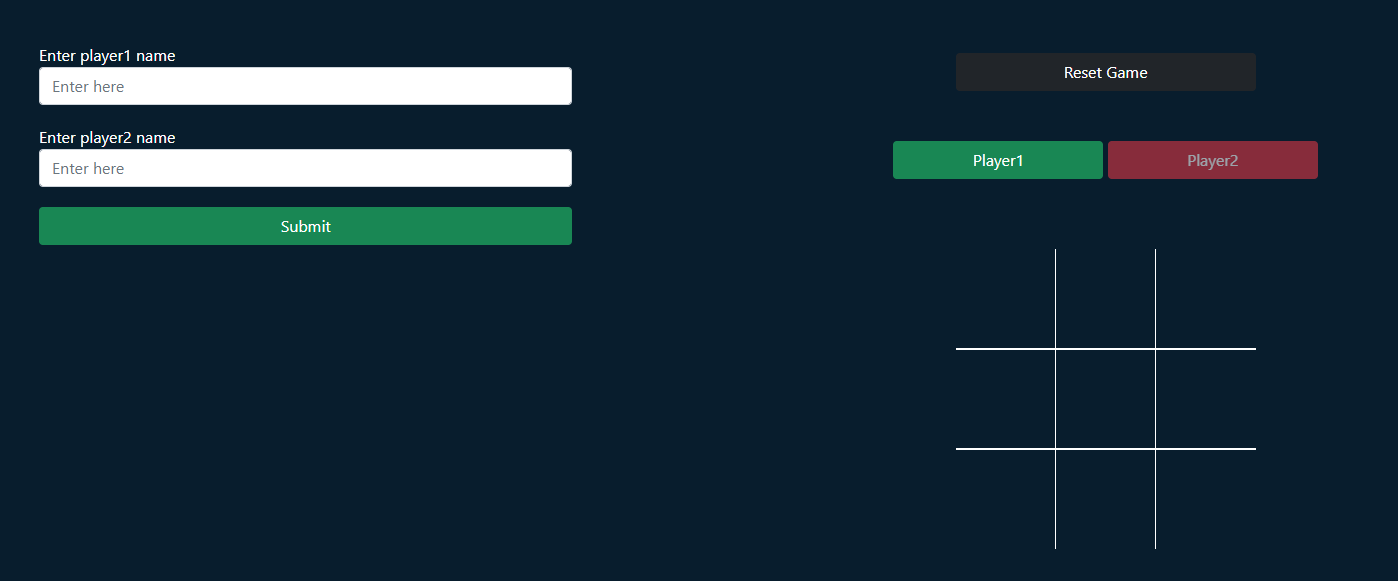 Enter player1 name
Enter here
Enter player2 name
Enter here
Submit
Reset Game
Player1
Player2